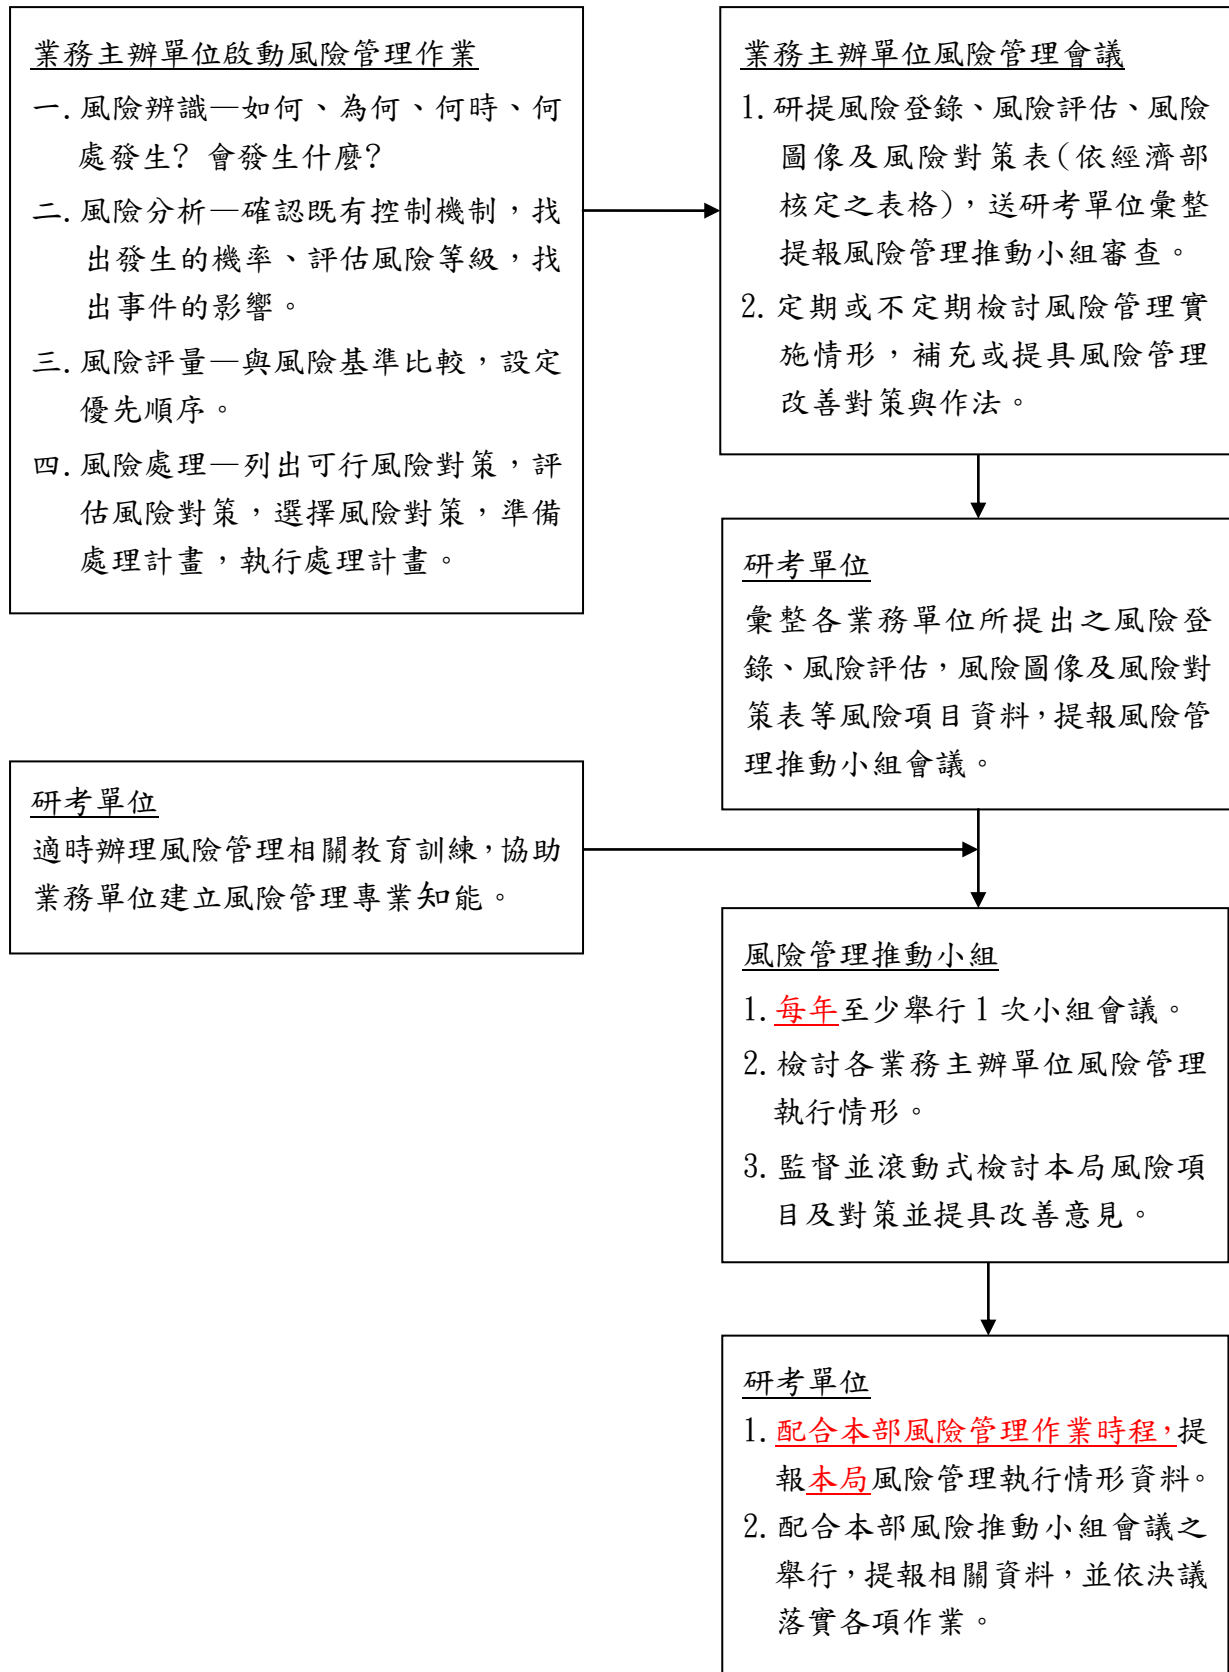 業務主辦單位啟動風險管理作業
一. 風險辨識—如何、為何、何時、何
處發生? 會發生什麼?
二. 風險分析—確認既有控制機制，找
出發生的機率、評估風險等級，找
出事件的影響。
三. 風險評量—與風險基準比較，設定
優先順序。
四. 風險處理—列出可行風險對策，評
估風險對策，選擇風險對策，準備
處理計畫，執行處理計畫。
業務主辦單位風險管理會議
1. 研提風險登錄、風險評估、風險
圖像及風險對策表(依經濟部
核定之表格)，送研考單位彙整
提報風險管理推動小組審查。
2. 定期或不定期檢討風險管理實
施情形，補充或提具風險管理
改善對策與作法。
研考單位
彙整各業務單位所提出之風險登
錄、風險評估，風險圖像及風險對
策表等風險項目資料，提報風險管
理推動小組會議。
研考單位
適時辦理風險管理相關教育訓練，協助
業務單位建立風險管理專業知能。
風險管理推動小組
1. 每年至少舉行 1 次小組會議。
2. 檢討各業務主辦單位風險管理
執行情形。
3. 監督並滾動式檢討本局風險項
目及對策並提具改善意見。
研考單位
1. 配合本部風險管理作業時程，提
報本局風險管理執行情形資料。
2. 配合本部風險推動小組會議之
舉行，提報相關資料，並依決議
落實各項作業。